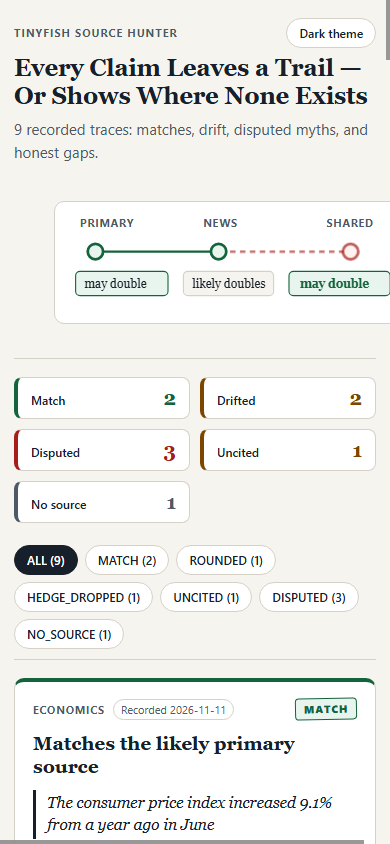 TINYFISH SOURCE HUNTER
Dark theme
Every Claim Leaves a Trail —
Or Shows Where None Exists
9 recorded traces: matches, drift, disputed myths, and
honest gaps.
PRIMARY NEWS SHARED
may double likely doubles may double
Match 2
Drifted 2
Disputed 3
Uncited 1
No source 1
ALL (9) MATCH (2) ROUNDED (1)
HEDGE_DROPPED (1) UNCITED (1) DISPUTED (3)
NO_SOURCE (1)
ECONOMICS Recorded 2026-11-11 MATCH
Matches the likely primary
source
The consumer price index increased 9.1%
from a year ago in June